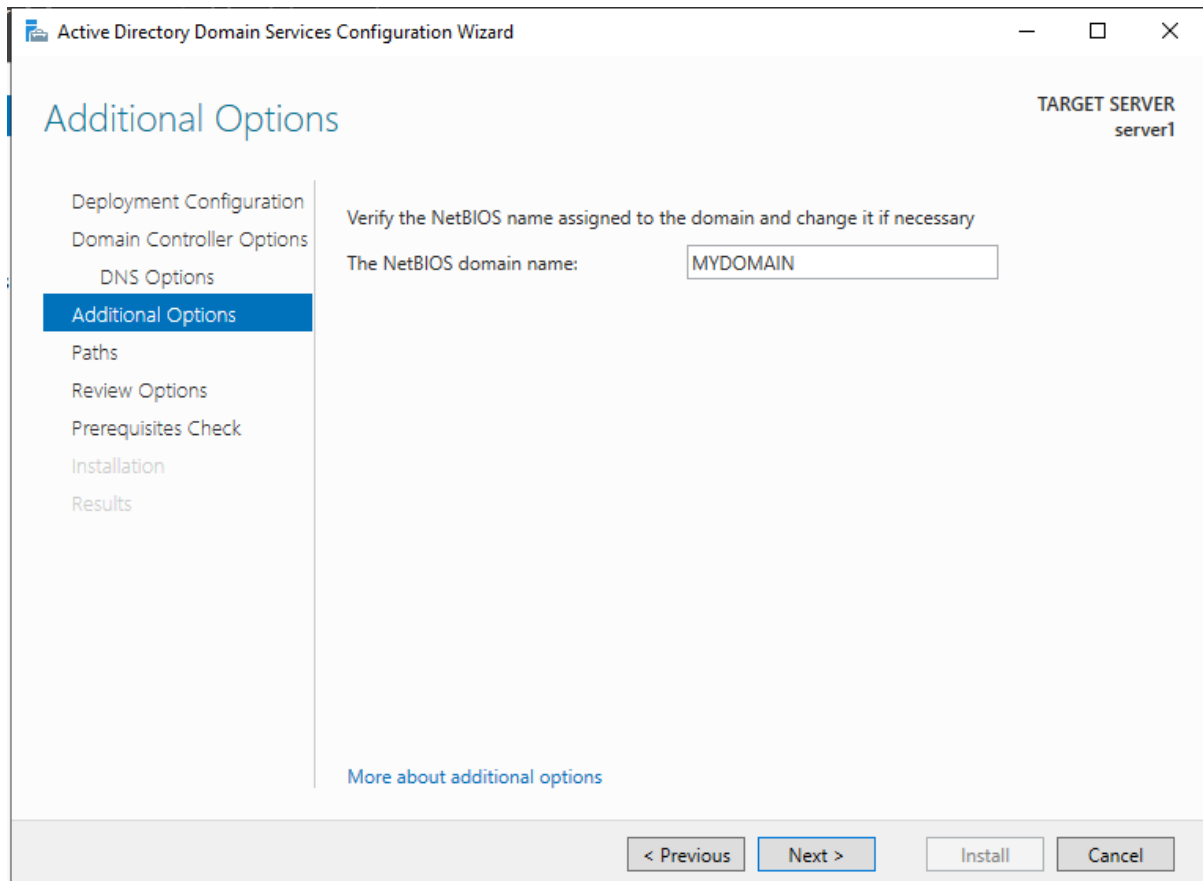 Active Directory Domain Services Configuration Wizard
Additional Options
TARGET SERVER
server1
Deployment Configuration
Domain Controller Options
DNS Options
Additional Options
Paths
Review Options
Prerequisites Check
Installation
Results
Verify the NetBIOS name assigned to the domain and change it if necessary
The NetBIOS domain name: MYDOMAIN
More about additional options
< Previous Next > Install Cancel